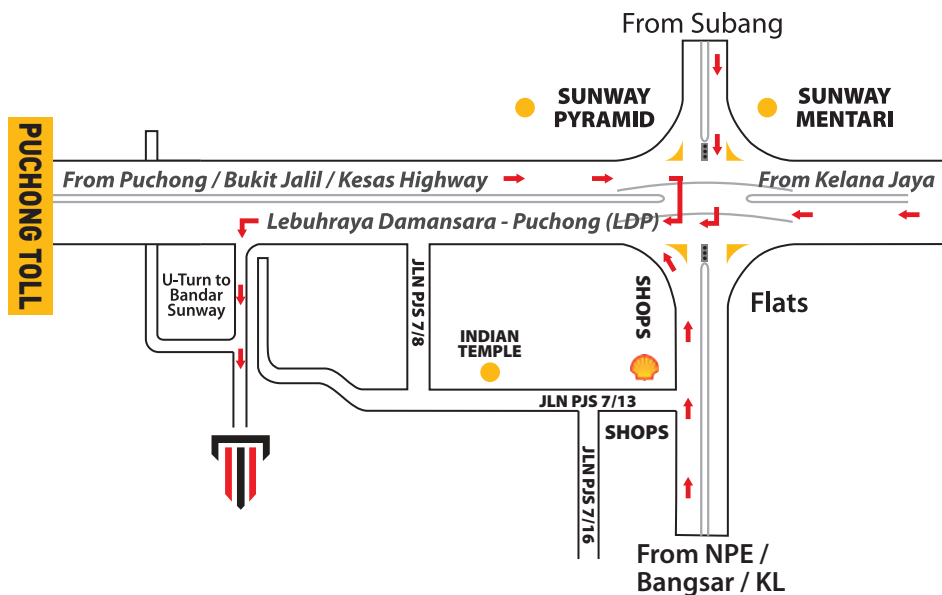 From Subang
SUNWAY
PYRAMID
SUNWAY
MENTARI
PUCHONG TOLL
From Puchong / Bukit Jalil / Kesas Highway
From Kelana Jaya
Lebuhraya Damansara - Puchong (LDP)
U-Turn to
Bandar
Sunway
JLN PJS 7/8
SHOPS
Flats
INDIAN
TEMPLE
JLN PJS 7/13
SHOPS
JLN PJS 7/16
From NPE /
Bangsar / KL